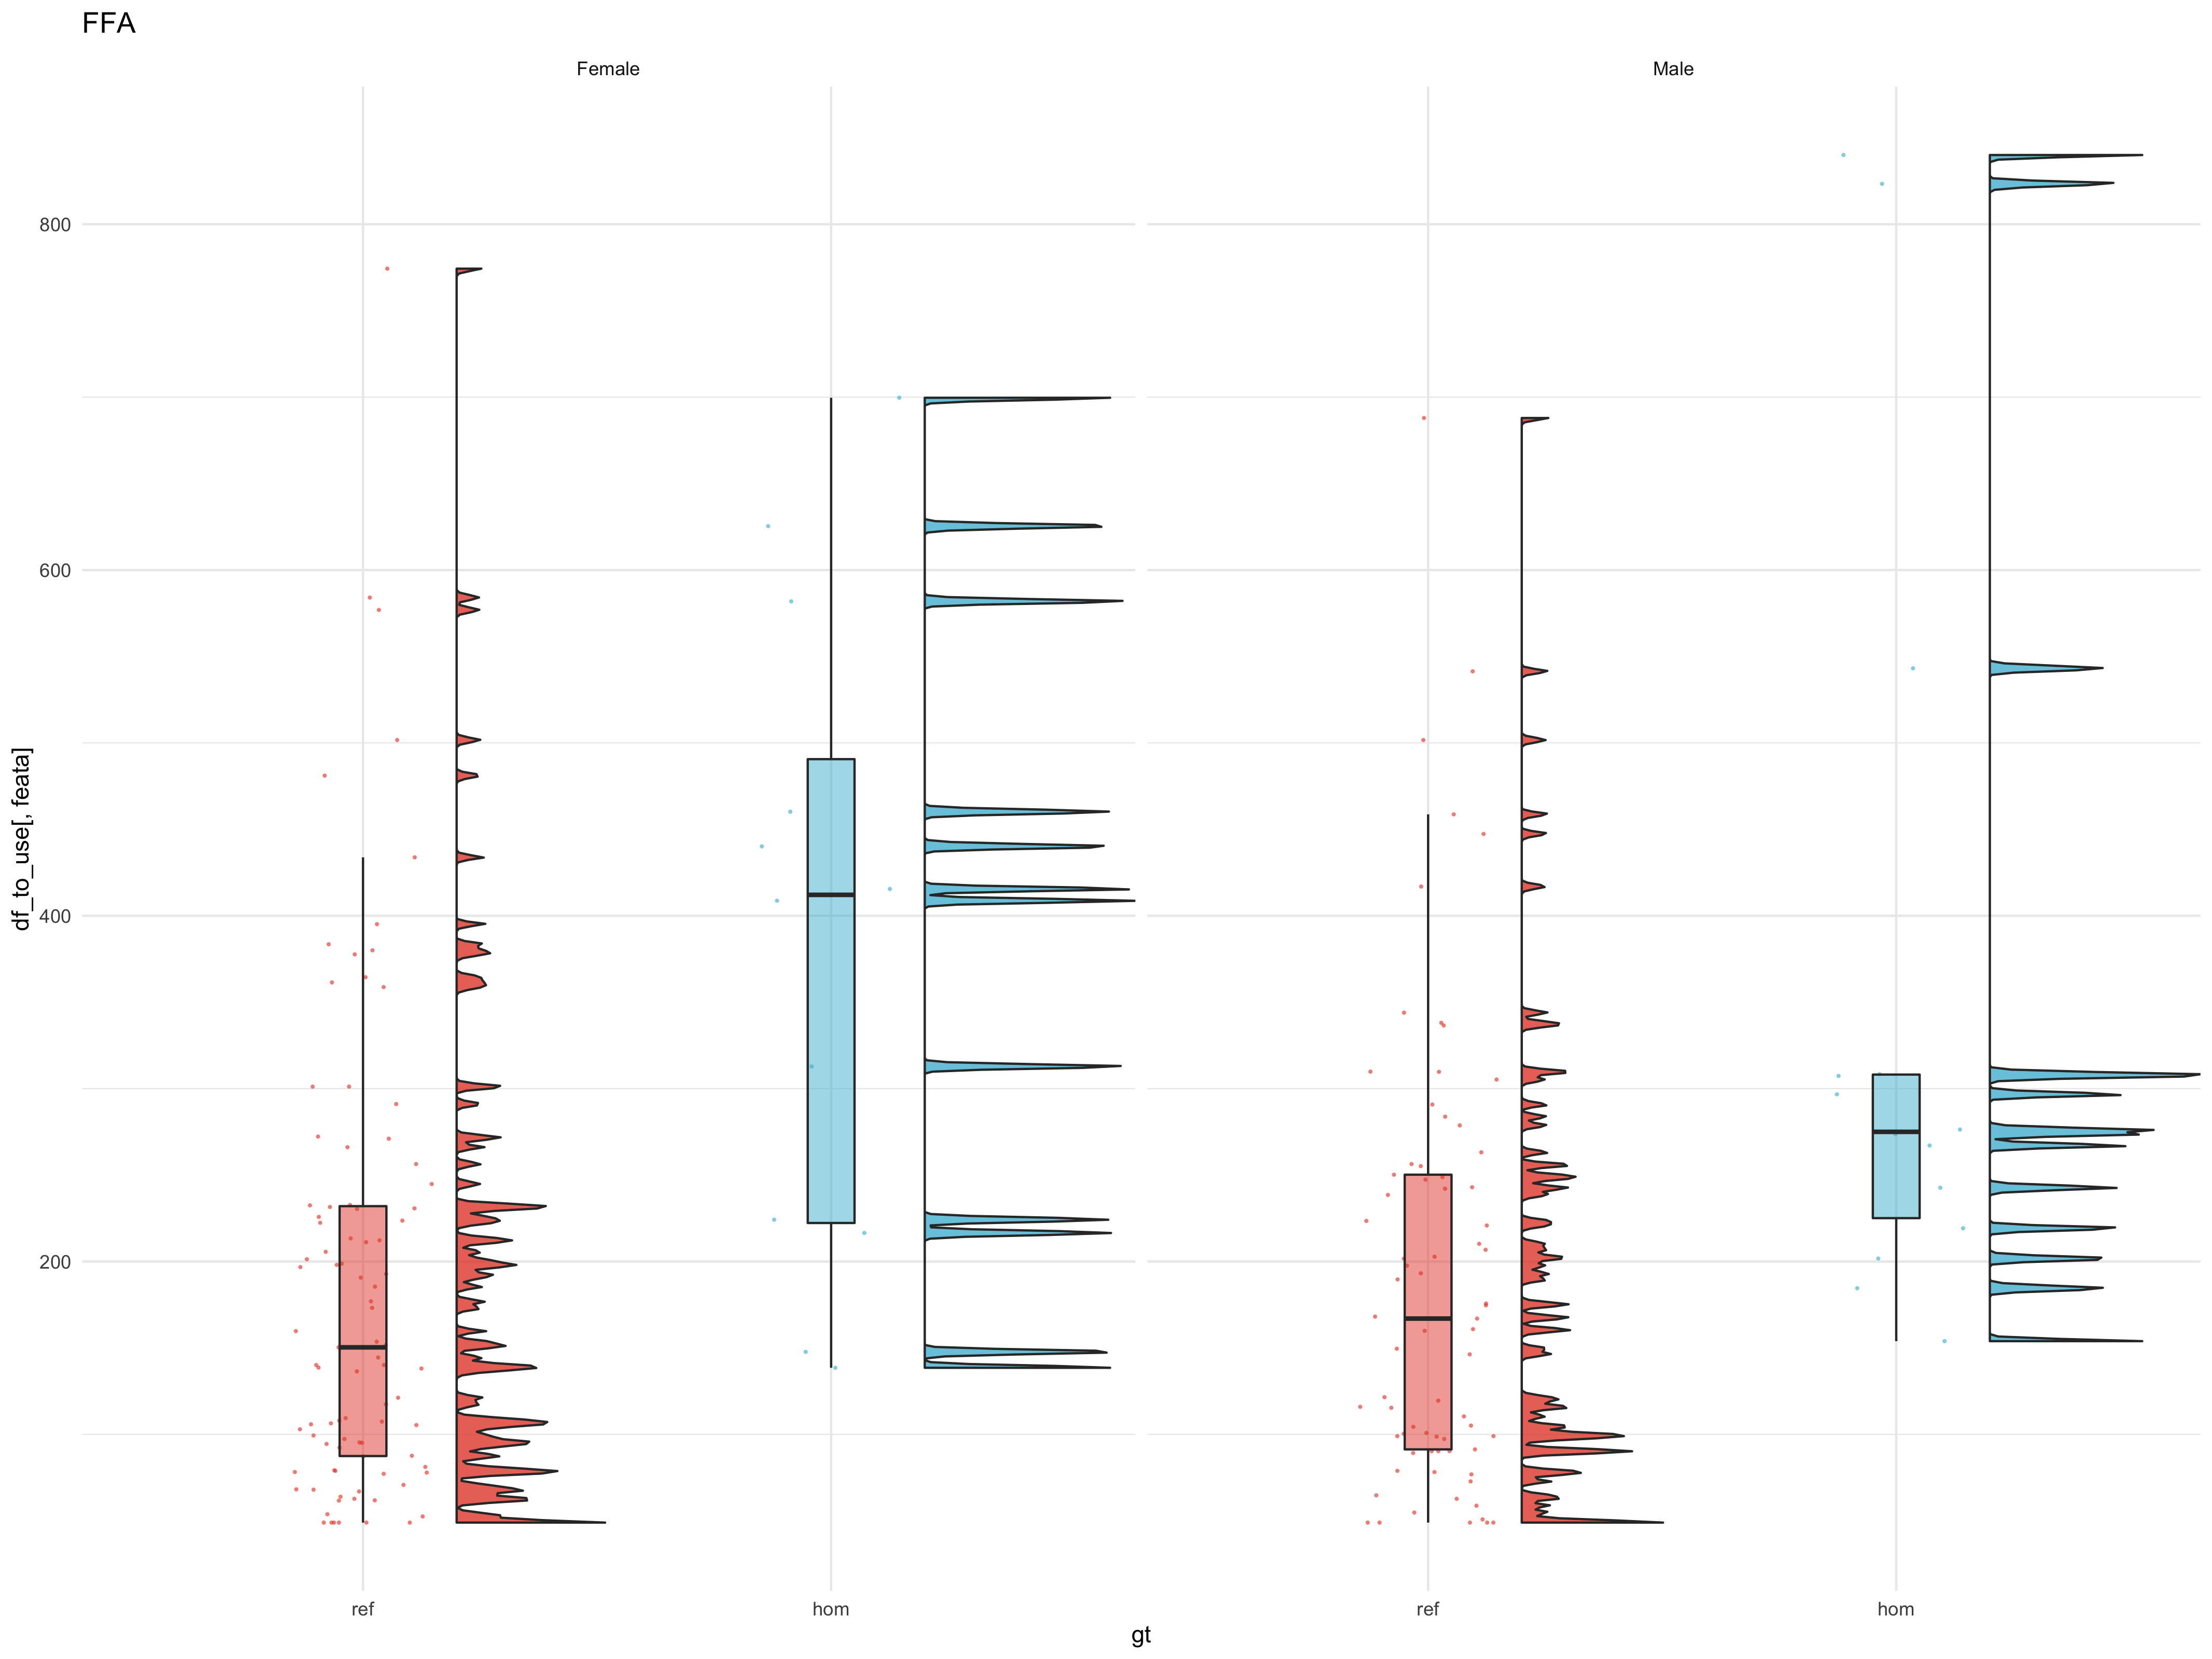 FFA
Female
Male
df_to_use[, feata]
800
600
400
200
ref
hom
ref
hom
gt